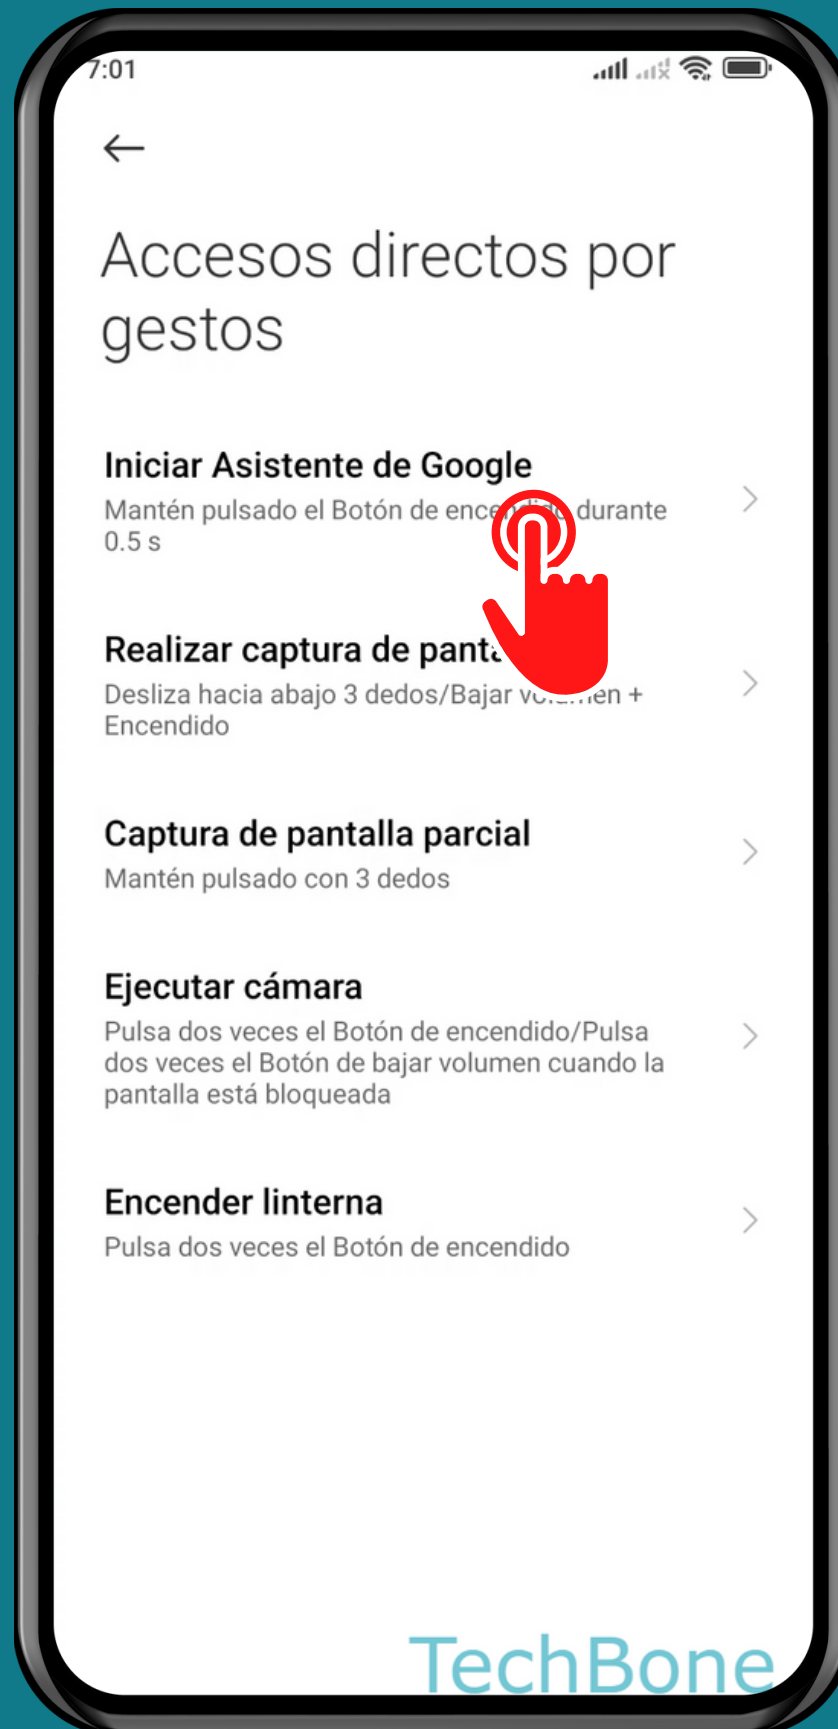 7:01
Accesos directos por
gestos
Iniciar Asistente de Google
Mantén pulsado el Botón de encendido durante
0.5 s
Realizar captura de
Desliza hacia abajo 3 dedos/Bajar volumen +
Encendido
Captura de pantalla parcial
Mantén pulsado con 3 dedos
Ejecutar cámara
Pulsa dos veces el Botón de encendido/Pulsa
dos veces el Botón de bajar volumen cuando la
pantalla está bloqueada
Encender linterna
Pulsa dos veces el Botón de encendido
TechBone